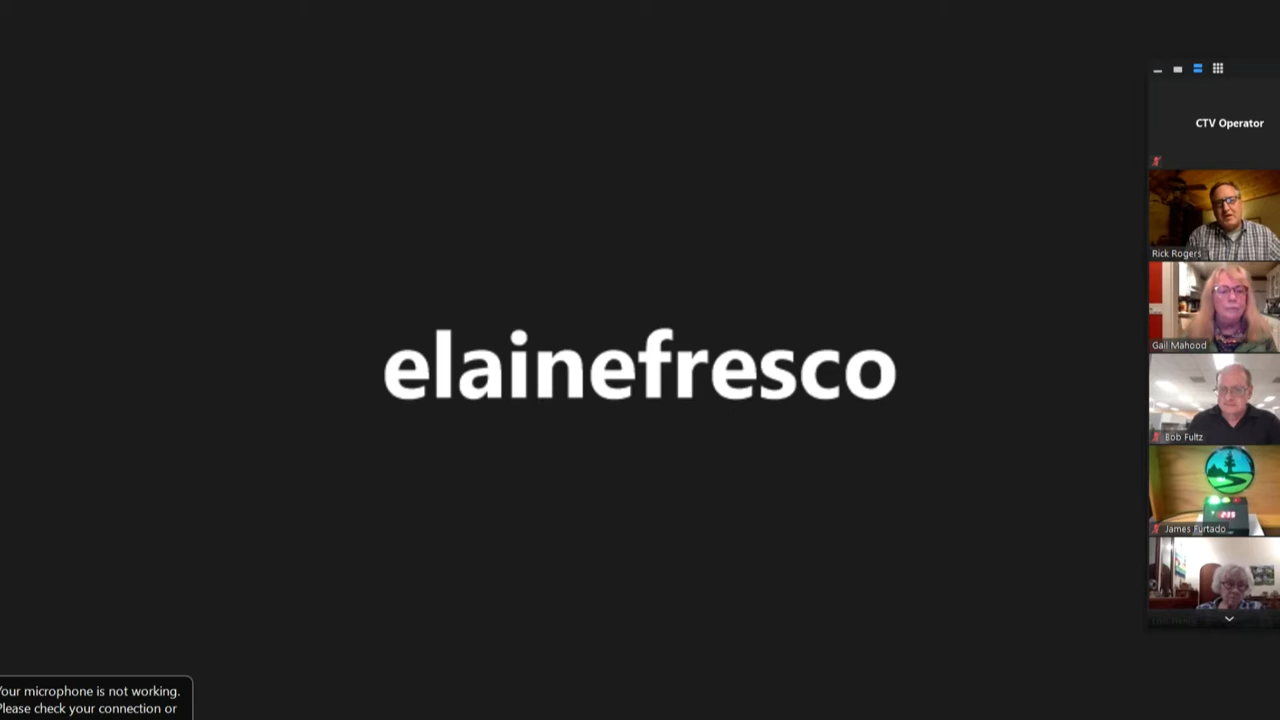 CTV Operator
Rick Rogers
Gail Mahood
elainefresco
Bob Fultz
James Furtado
Your microphone is not working.
Please check your connection or